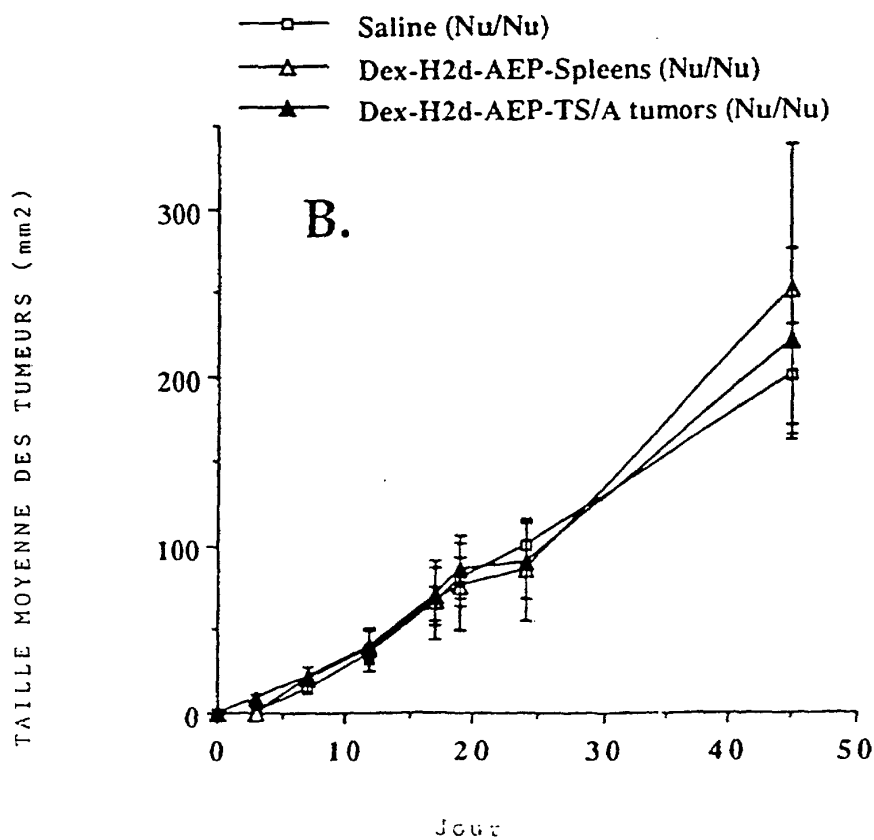 Saline (Nu/Nu)
Dex-H2d-AEP-Spleens (Nu/Nu)
Dex-H2d-AEP-TS/A tumors (Nu/Nu)
B.
TAILLE MOYENNE DES TUMEURS (mm2)
300
200
100
0
0 10 20 30 40 50
Jour